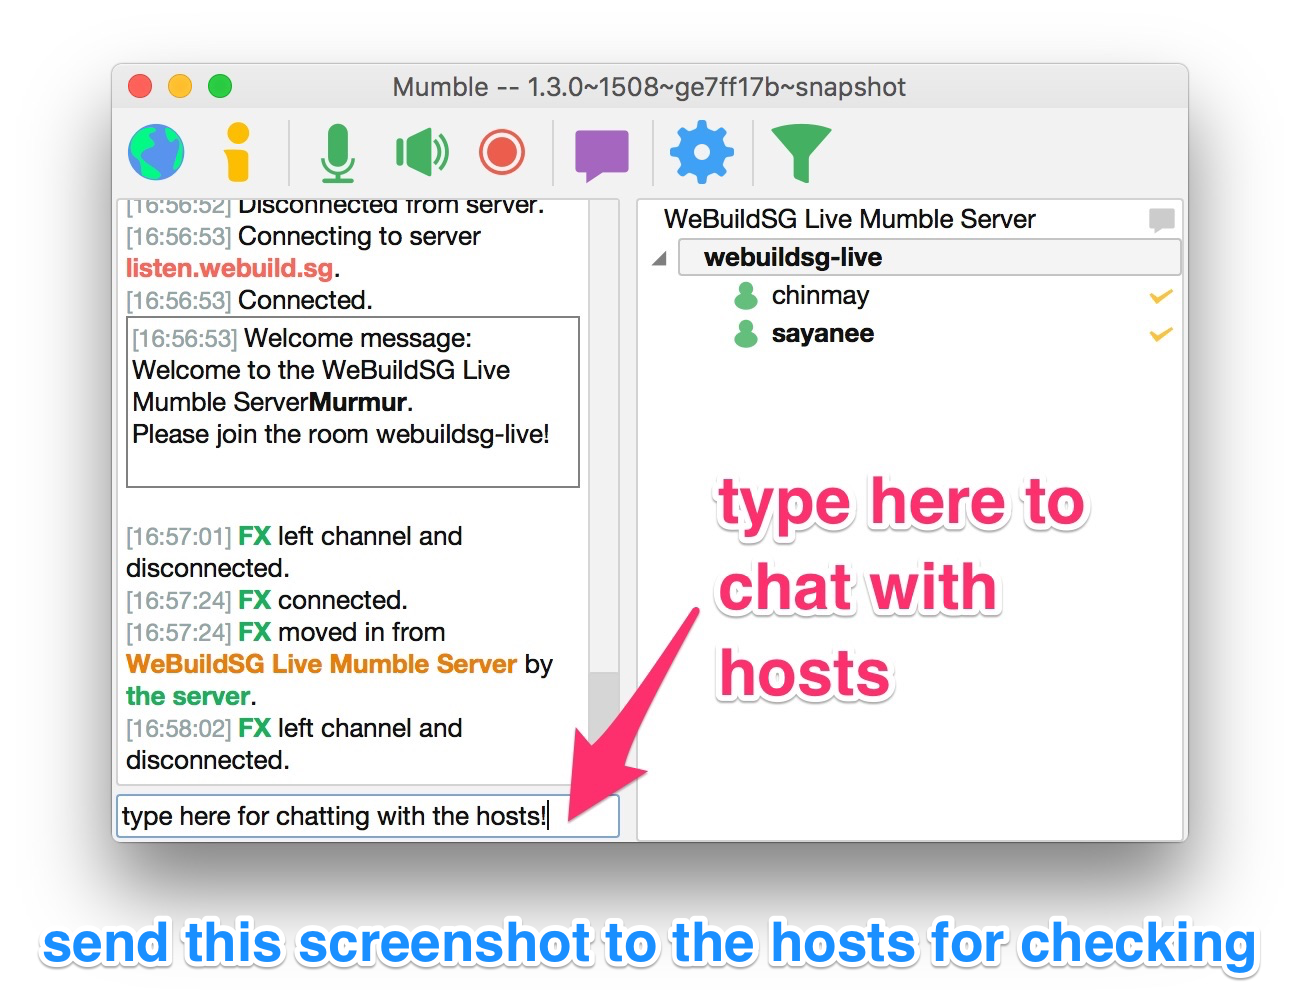 Mumble -- 1.3.0~1508~ge7ff17b~snapshot
[16:56:52] Disconnected from server.
[16:56:53] Connecting to server
listen.webuild.sg.
[16:56:53] Connected.
[16:56:53] Welcome message:
Welcome to the WeBuildSG Live
Mumble ServerMurmur.
Please join the room webuildsg-live!
[16:57:01] FX left channel and
disconnected.
[16:57:24] FX connected.
[16:57:24] FX moved in from
WeBuildSG Live Mumble Server by
the server.
[16:58:02] FX left channel and
disconnected.
type here for chatting with the hosts!
WeBuildSG Live Mumble Server
webuildsg-live
chinmay
sayanee
type here to
chat with
hosts
send this screenshot to the hosts for checking